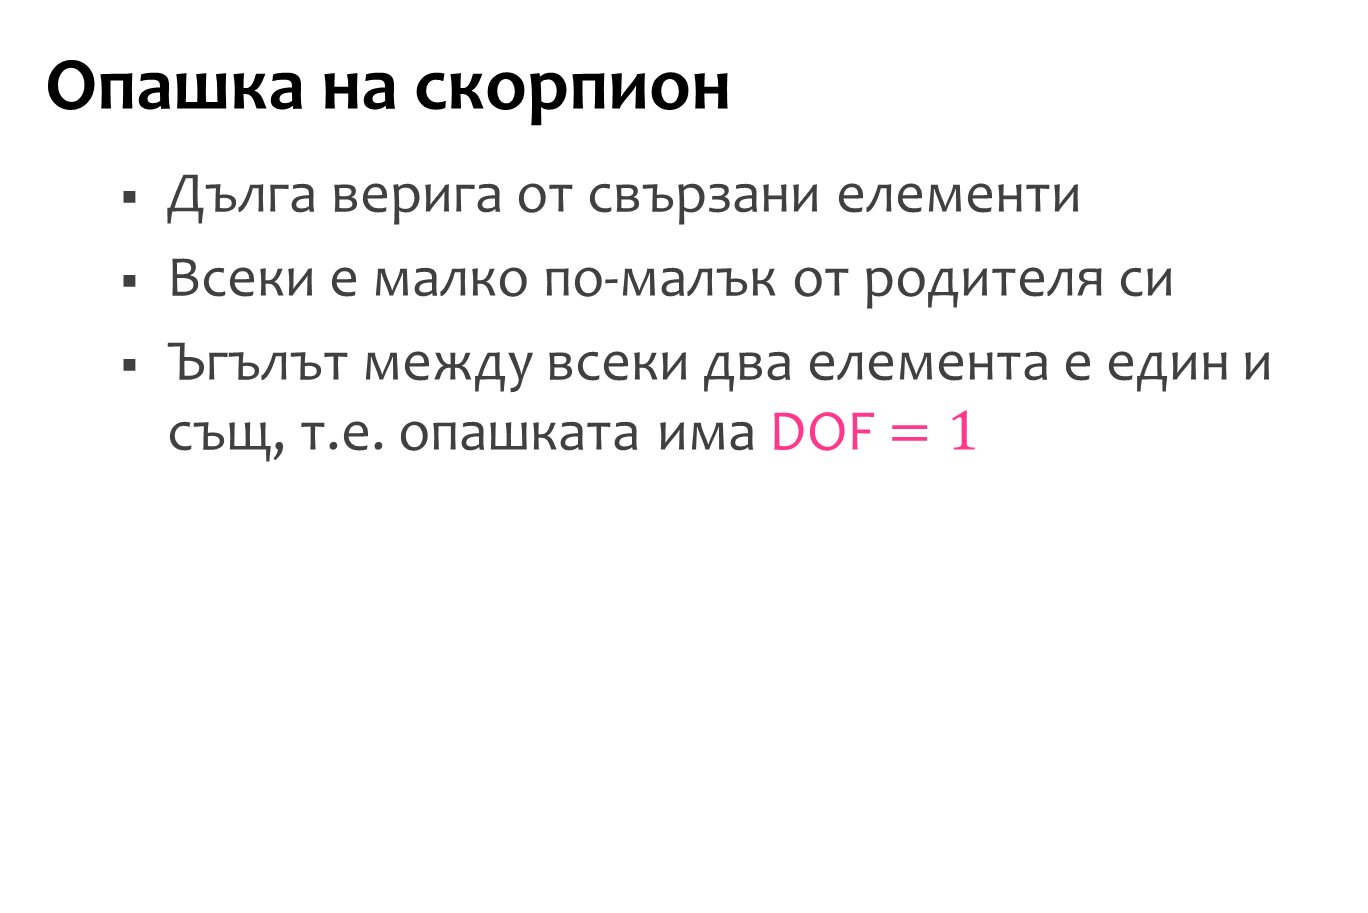 Опашка на скорпион
▪ Дълга верига от свързани елементи
▪ Всеки е малко по-малък от родителя си
▪ Ъгълът между всеки два елемента е един и
същ, т.е. опашката има DOF = 1